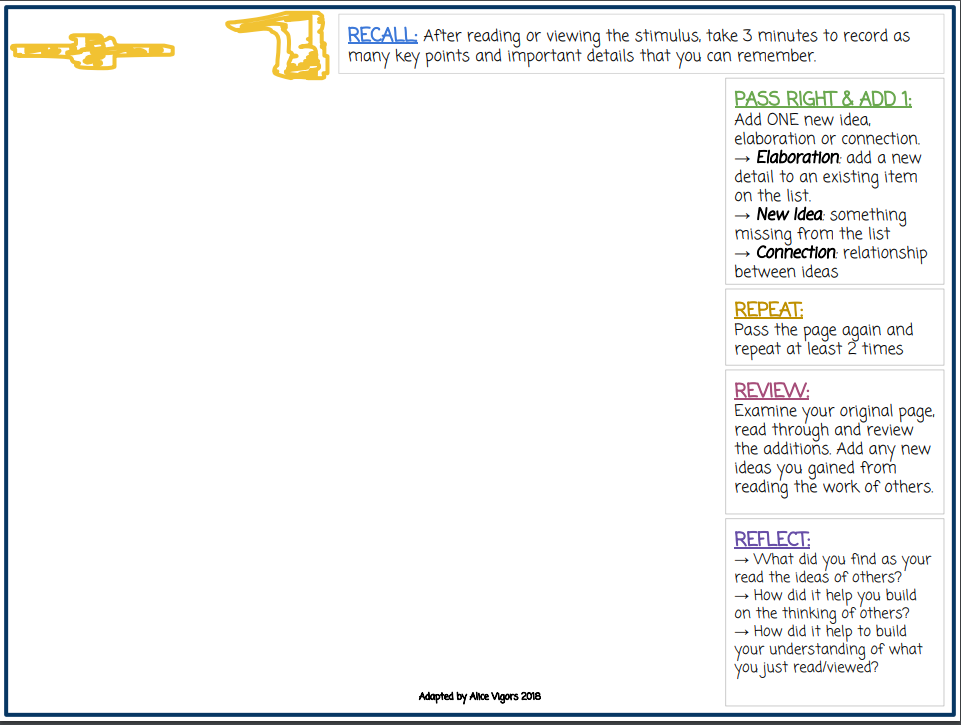 RECALL: After reading or viewing the stimulus, take 3 minutes to record as
many key points and important details that you can remember.
PASS RIGHT & ADD 1:
Add ONE new idea,
elaboration or connection.
→ Elaboration: add a new
detail to an existing item
on the list.
→ New Idea: something
missing from the list
→ Connection: relationship
between ideas
REPEAT:
Pass the page again and
repeat at least 2 times
REVIEW:
Examine your original page,
read through and review
the additions. Add any new
ideas you gained from
reading the work of others.
REFLECT:
→ What did you find as your
read the ideas of others?
→ How did it help you build
on the thinking of others?
→ How did it help to build
your understanding of what
you just read/viewed?
Adapted by Alice Vigors 2018